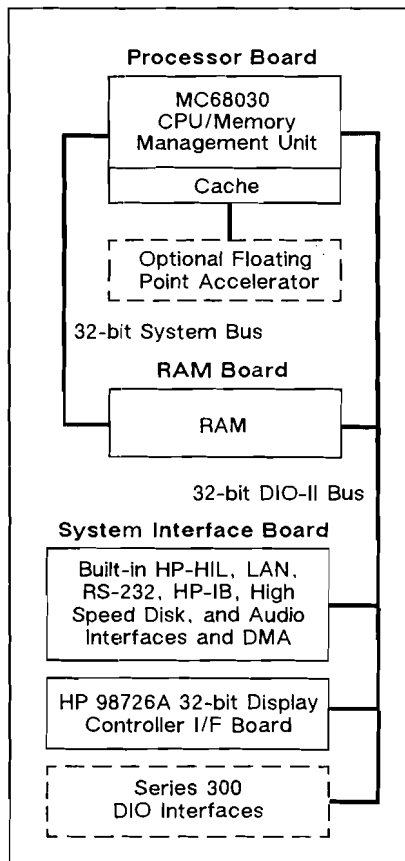 Processor Board
MC68030
CPU/Memory
Management Unit
Cache
Optional Floating
Point Accelerator
32-bit System Bus
RAM Board
RAM
32-bit DIO-II Bus
System Interface Board
Built-in HP-HIL, LAN,
RS-232, HP-IB, High
Speed Disk, and Audio
Interfaces and DMA
HP 98726A 32-bit Display
Controller I/F Board
Series 300
DIO Interfaces